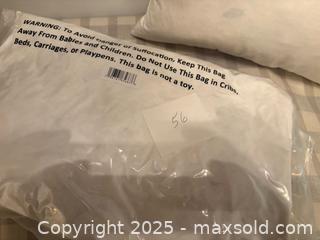 WARNING: To Avoid Danger of Suffocation, Keep This Bag
Away From Babies and Children. Do Not Use This Bag in Cribs,
Beds, Carriages, or Playpens. This bag is not a toy.
56
Copyright © 2025 - maxsold.com